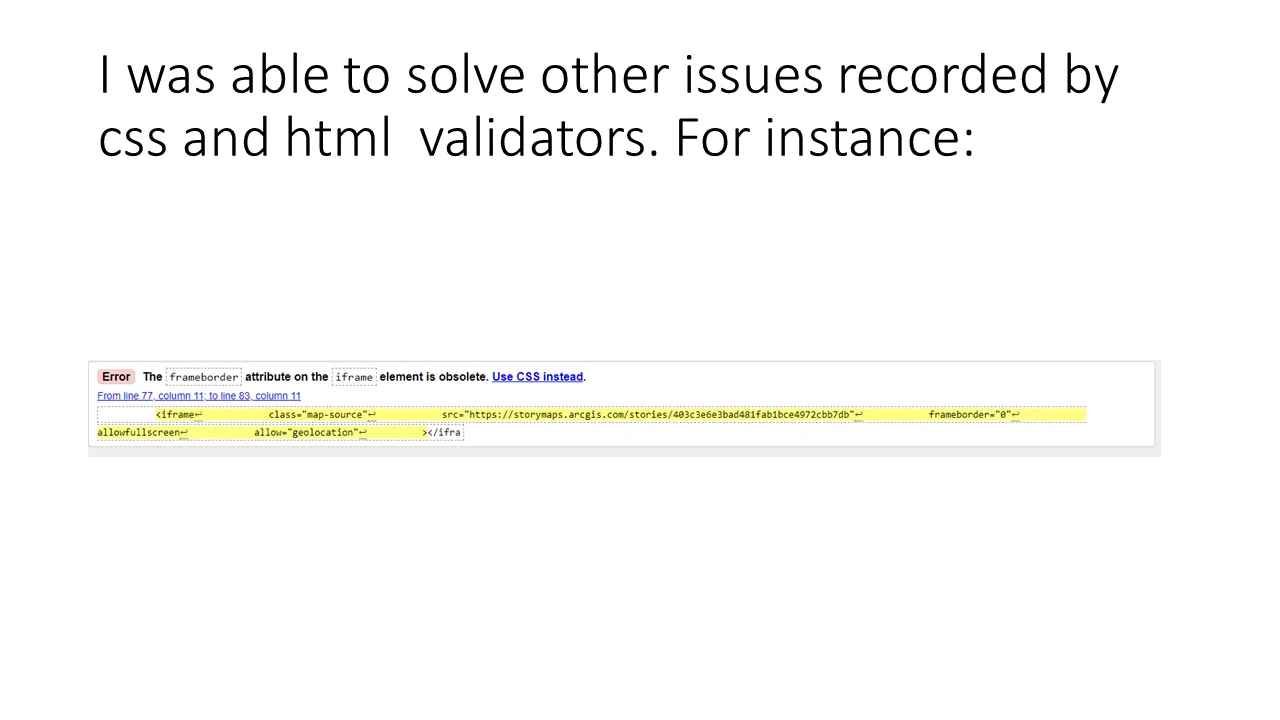 I was able to solve other issues recorded by
css and html  validators. For instance:
Error The frameborder attribute on the iframe element is obsolete. Use CSS instead.
From line 77, column 11; to line 83, column 11
<iframe↩ class="map-source"↩ src="https://storymaps.arcgis.com/stories/403c3e6e3bad481fab1bce4972cbb7db"↩ frameborder="0"↩
allowfullscreen↩ allow="geolocation"↩ ></ifra